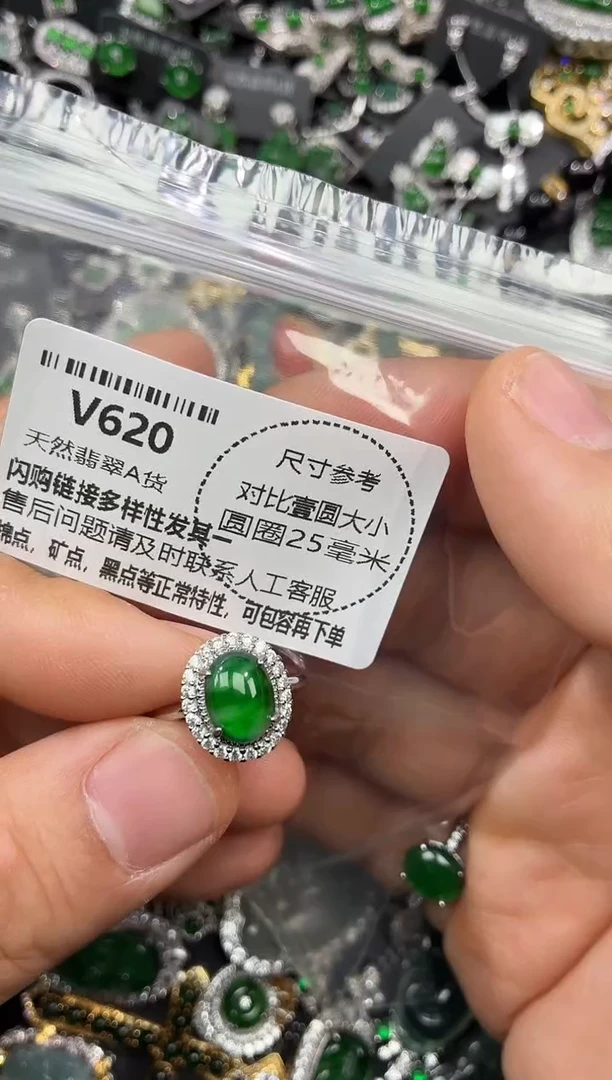 V620
天然翡翠A货
闪购链接多样性发其一
售后问题请及时联系人工客服
棉点，矿点，黑点等正常特性，可包容再下单
尺寸参考
对比壹圆大小
圆圈25毫米